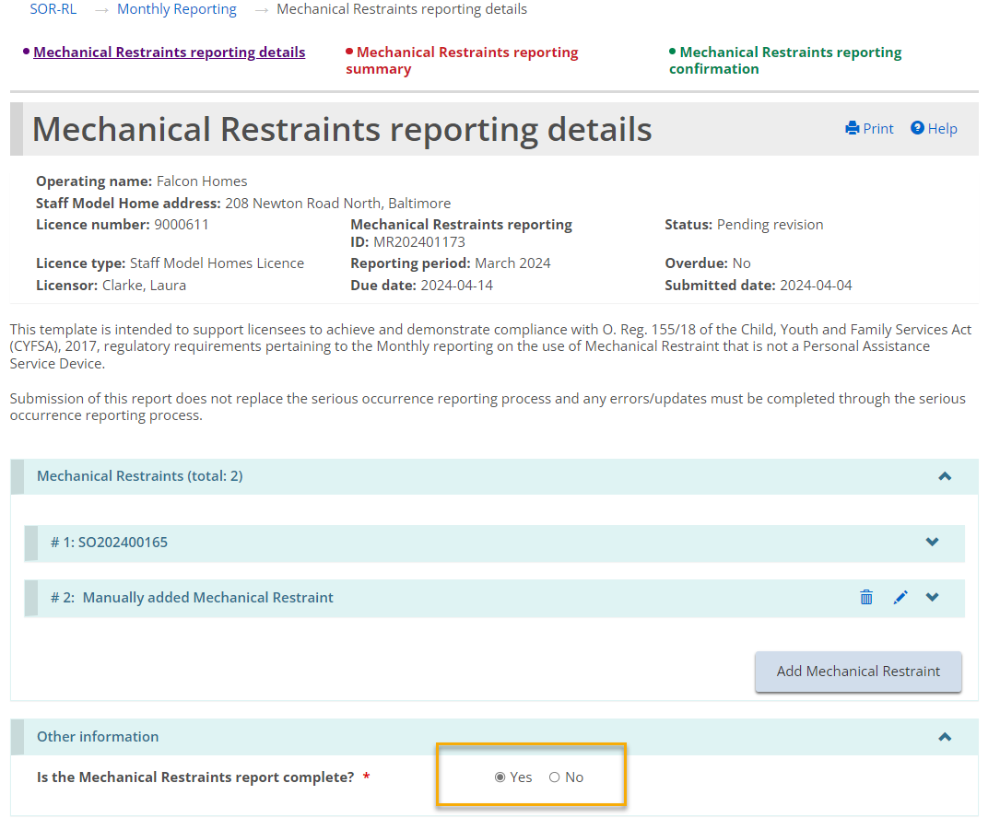 SOR-RL → Monthly Reporting → Mechanical Restraints reporting details
• Mechanical Restraints reporting details
• Mechanical Restraints reporting
summary
• Mechanical Restraints reporting
confirmation
Mechanical Restraints reporting details
Print
Help
Operating name: Falcon Homes
Staff Model Home address: 208 Newton Road North, Baltimore
Licence number: 9000611
Mechanical Restraints reporting
ID: MR202401173
Status: Pending revision
Licence type: Staff Model Homes Licence
Reporting period: March 2024
Overdue: No
Licensor: Clarke, Laura
Due date: 2024-04-14
Submitted date: 2024-04-04
This template is intended to support licensees to achieve and demonstrate compliance with O. Reg. 155/18 of the Child, Youth and Family Services Act
(CYFSA), 2017, regulatory requirements pertaining to the Monthly reporting on the use of Mechanical Restraint that is not a Personal Assistance
Service Device.
Submission of this report does not replace the serious occurrence reporting process and any errors/updates must be completed through the serious
occurrence reporting process.
Mechanical Restraints (total: 2)
# 1: SO202400165
# 2: Manually added Mechanical Restraint
Add Mechanical Restraint
Other information
Is the Mechanical Restraints report complete? *
Yes
No